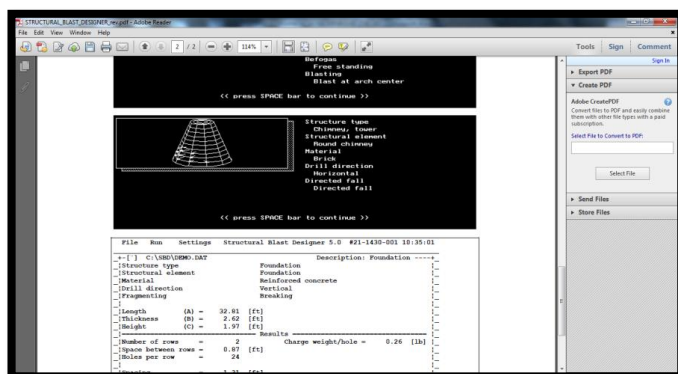 STRUCTURAL_BLAST_DESIGNER_rev.pdf - Adobe Reader
File Edit View Window Help
2 / 2 114% Tools Sign Comment
Sign In
Export PDF
Create PDF
Adobe CreatePDF
Convert files to PDF and easily combine
them with other file types with a paid
subscription.
Select File to Convert to PDF:
Select File
Send Files
Store Files
Befogas
Free standing
Blasting
Blast at arch center
<< press SPACE bar to continue >>
Structure type
Chimney, tower
Structural element
Round chimney
Material
Brick
Drill direction
Horizontal
Directed fall
Directed fall
<< press SPACE bar to continue >>
File Run Settings Structural Blast Designer 5.0 #21-1430-001 18:35:01
C:\SBD\DEMO.DAT Description: Foundation
Structure type Foundation
Structural element Foundation
Material Reinforced concrete
Drill direction Vertical
Fragmenting Breaking
Length (A) = 32.81 [ft]
Thickness (B) = 2.62 [ft]
Height (C) = 1.97 [ft]
Results
Number of rows = 2 Charge weight/hole = 0.26 [lb]
Space between rows = 0.87 [ft]
Holes per row = 24